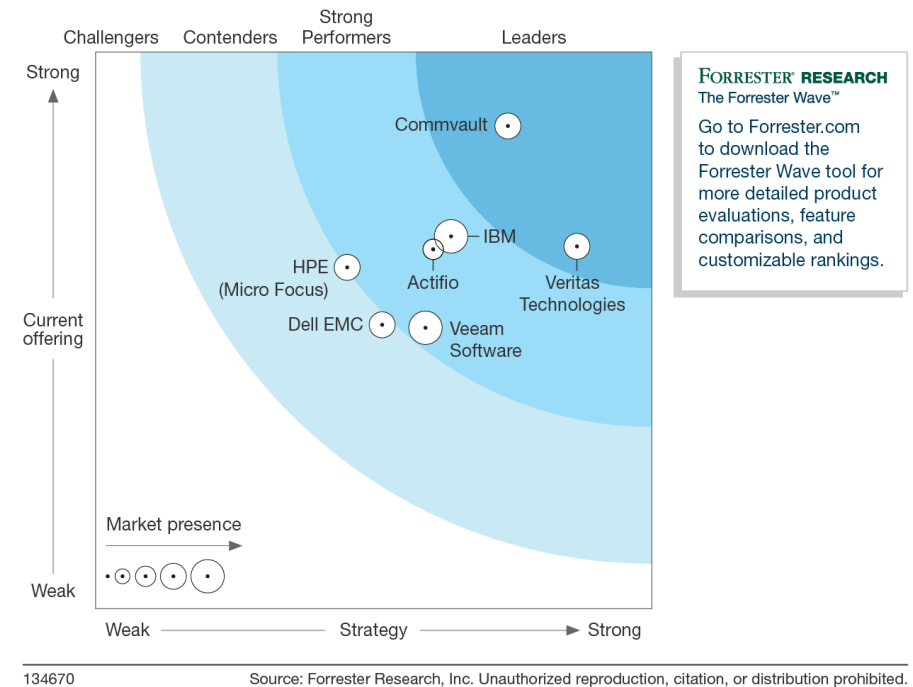 Strong
Challengers Contenders Performers Leaders
Strong
FORRESTER® RESEARCH
The Forrester Wave™
Go to Forrester.com
to download the
Forrester Wave tool for
more detailed product
evaluations, feature
comparisons, and
customizable rankings.
Commvault
IBM
Actifio
HPE
(Micro Focus)
Veritas
Technologies
Dell EMC
Veeam
Software
Current
offering
Market presence
Weak
Weak Strategy Strong
134670 Source: Forrester Research, Inc. Unauthorized reproduction, citation, or distribution prohibited.